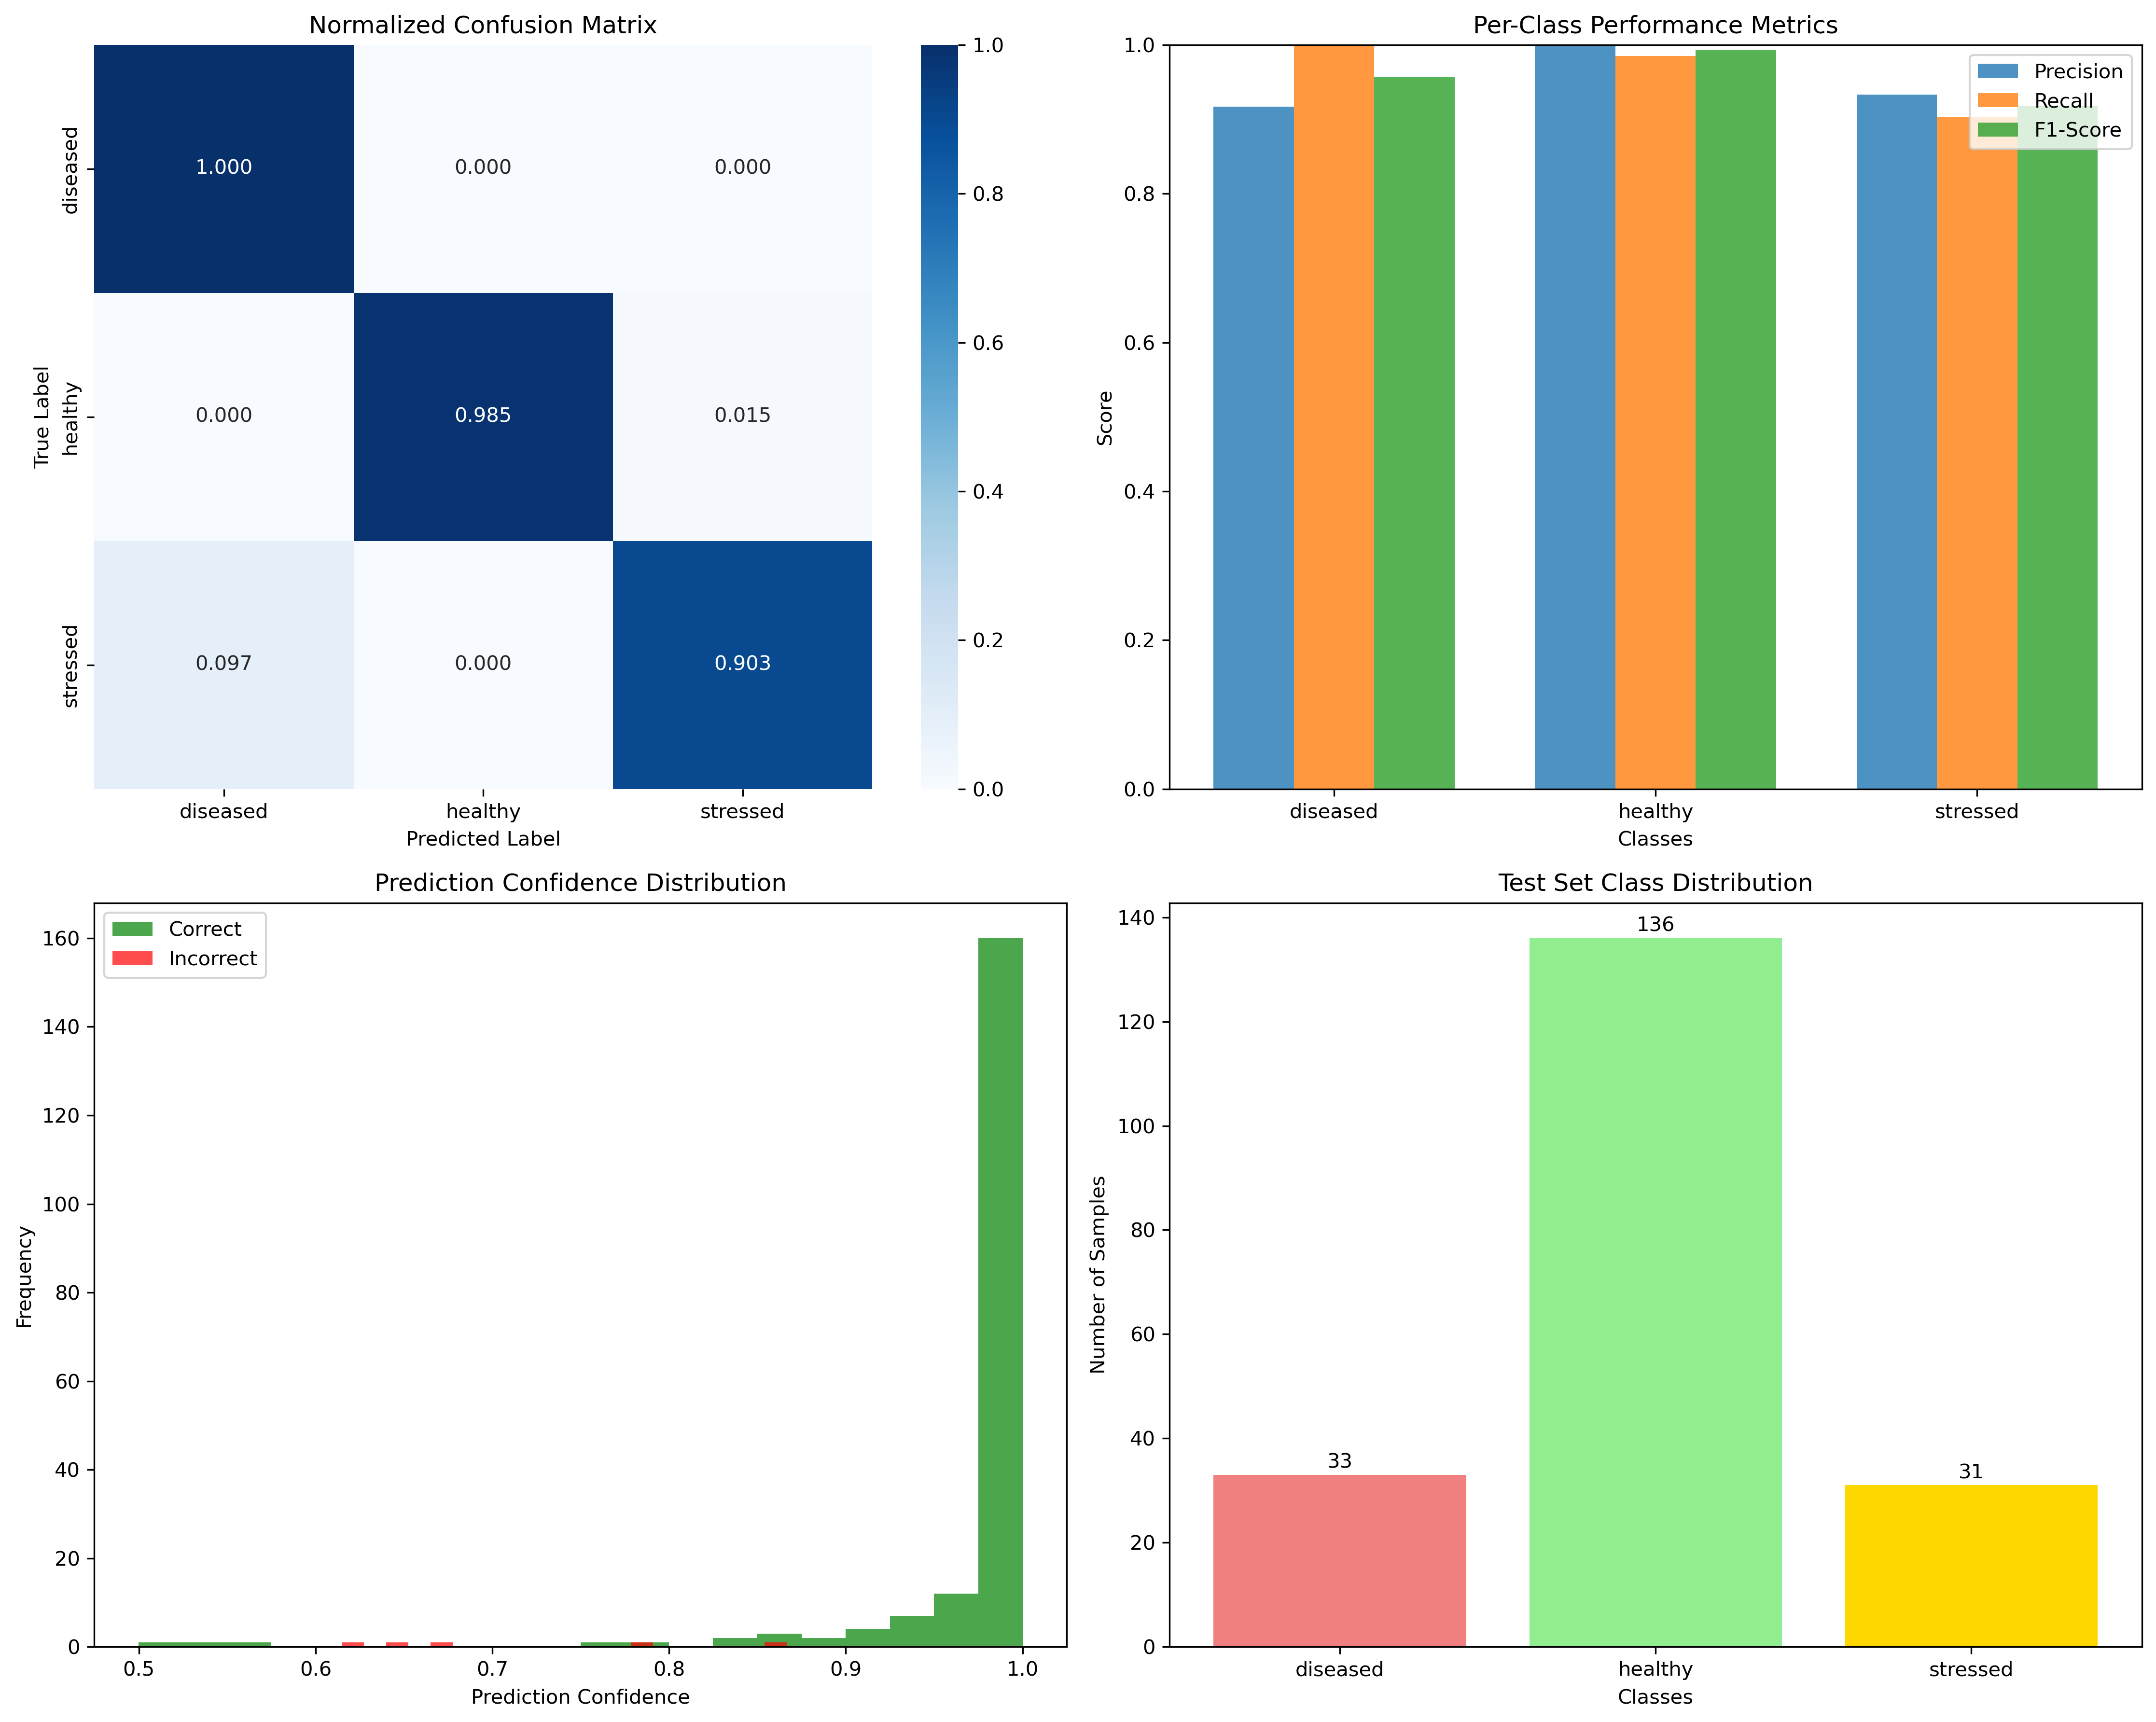 Normalized Confusion Matrix
True Label
diseased
healthy
stressed
1.000 0.000 0.000
0.000 0.985 0.015
0.097 0.000 0.903
diseased healthy stressed
Predicted Label
1.0
0.8
0.6
0.4
0.2
0.0
Per-Class Performance Metrics
Precision
Recall
F1-Score
Score
1.0
0.8
0.6
0.4
0.2
0.0
diseased healthy stressed
Classes
Prediction Confidence Distribution
Correct
Incorrect
Frequency
160
140
120
100
80
60
40
20
0
0.5 0.6 0.7 0.8 0.9 1.0
Prediction Confidence
Test Set Class Distribution
Number of Samples
140
120
100
80
60
40
20
0
33 136 31
diseased healthy stressed
Classes